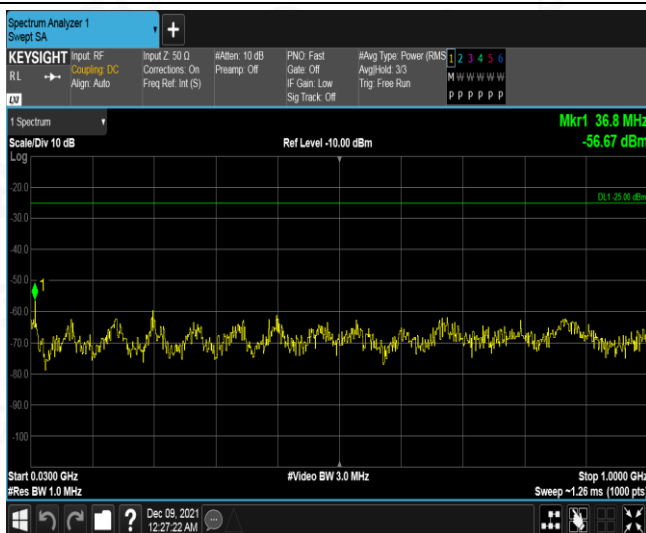 Spectrum Analyzer 1
Swept SA
+
KEYSIGHT Input: RF Input Z: 50 Ω #Atten: 10 dB PNO: Fast #Avg Type: Power (RMS 1 2 3 4 5 6
RL Coupling: DC Corrections: On Preamp: Off Gate: Off Avg|Hold: 3/3 M W W W W W
Align: Auto Freq Ref: Int (S) IF Gain: Low Trig: Free Run
Sig Track: Off P P P P P P
LXI
1 Spectrum Mkr1 36.8 MHz
Scale/Div 10 dB Ref Level -10.00 dBm -56.67 dBm
Log
-20.0
DL1 -25.00 dBm
-30.0
-40.0
-50.0
1
-60.0
-70.0
-80.0
-90.0
-100
Start 0.0300 GHz #Video BW 3.0 MHz Stop 1.0000 GHz
#Res BW 1.0 MHz Sweep ~1.26 ms (1000 pts)
? Dec 09, 2021
12:27:22 AM